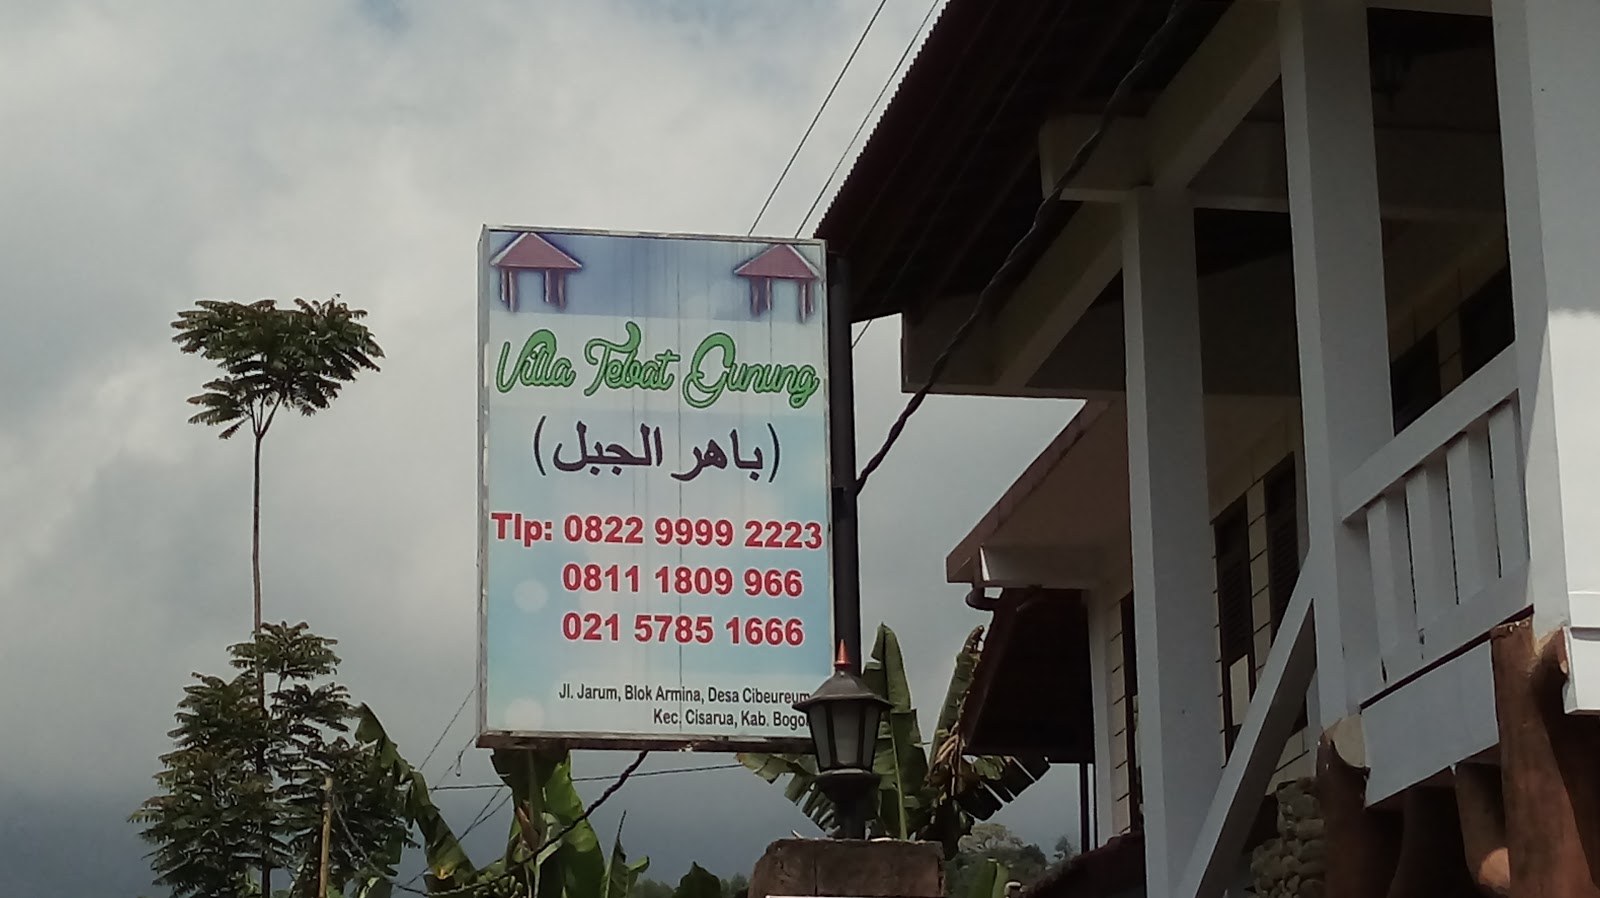 Villa Tebat Gunung
(باهر الجبل)
Tlp: 0822 9999 2223
0811 1809 966
021 5785 1666
Jl. Jarum, Blok Armina, Desa Cibeureum
Kec. Cisarua, Kab. Bogor